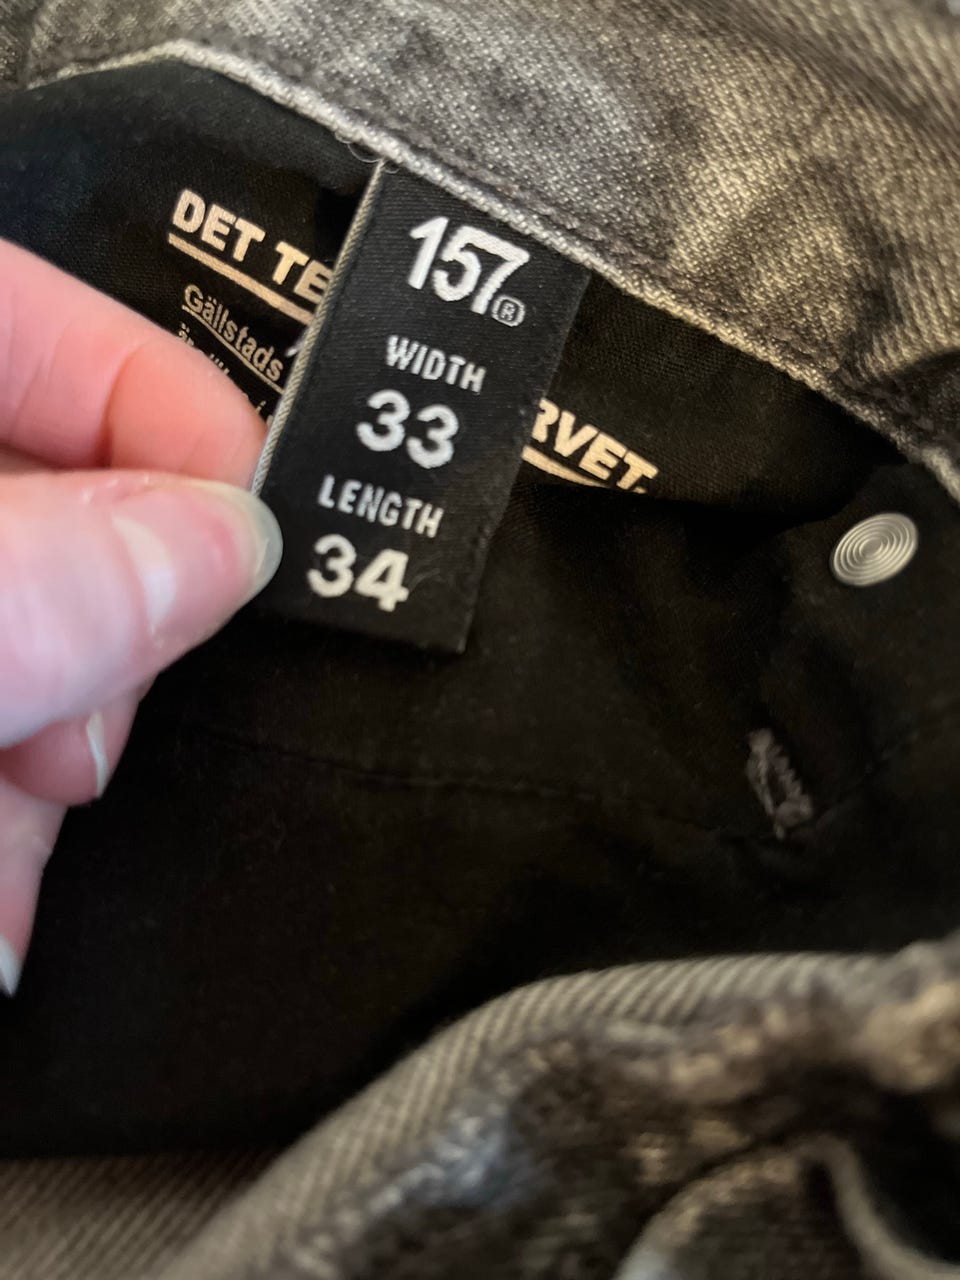 157®
WIDTH
33
LENGTH
34
DET TE
RVET.
Gällstads